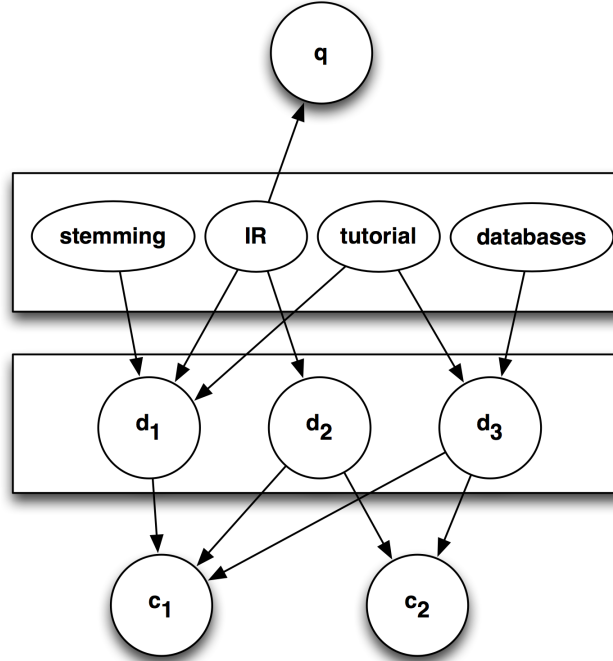 q
stemming IR tutorial databases
d1 d2 d3
c1 c2